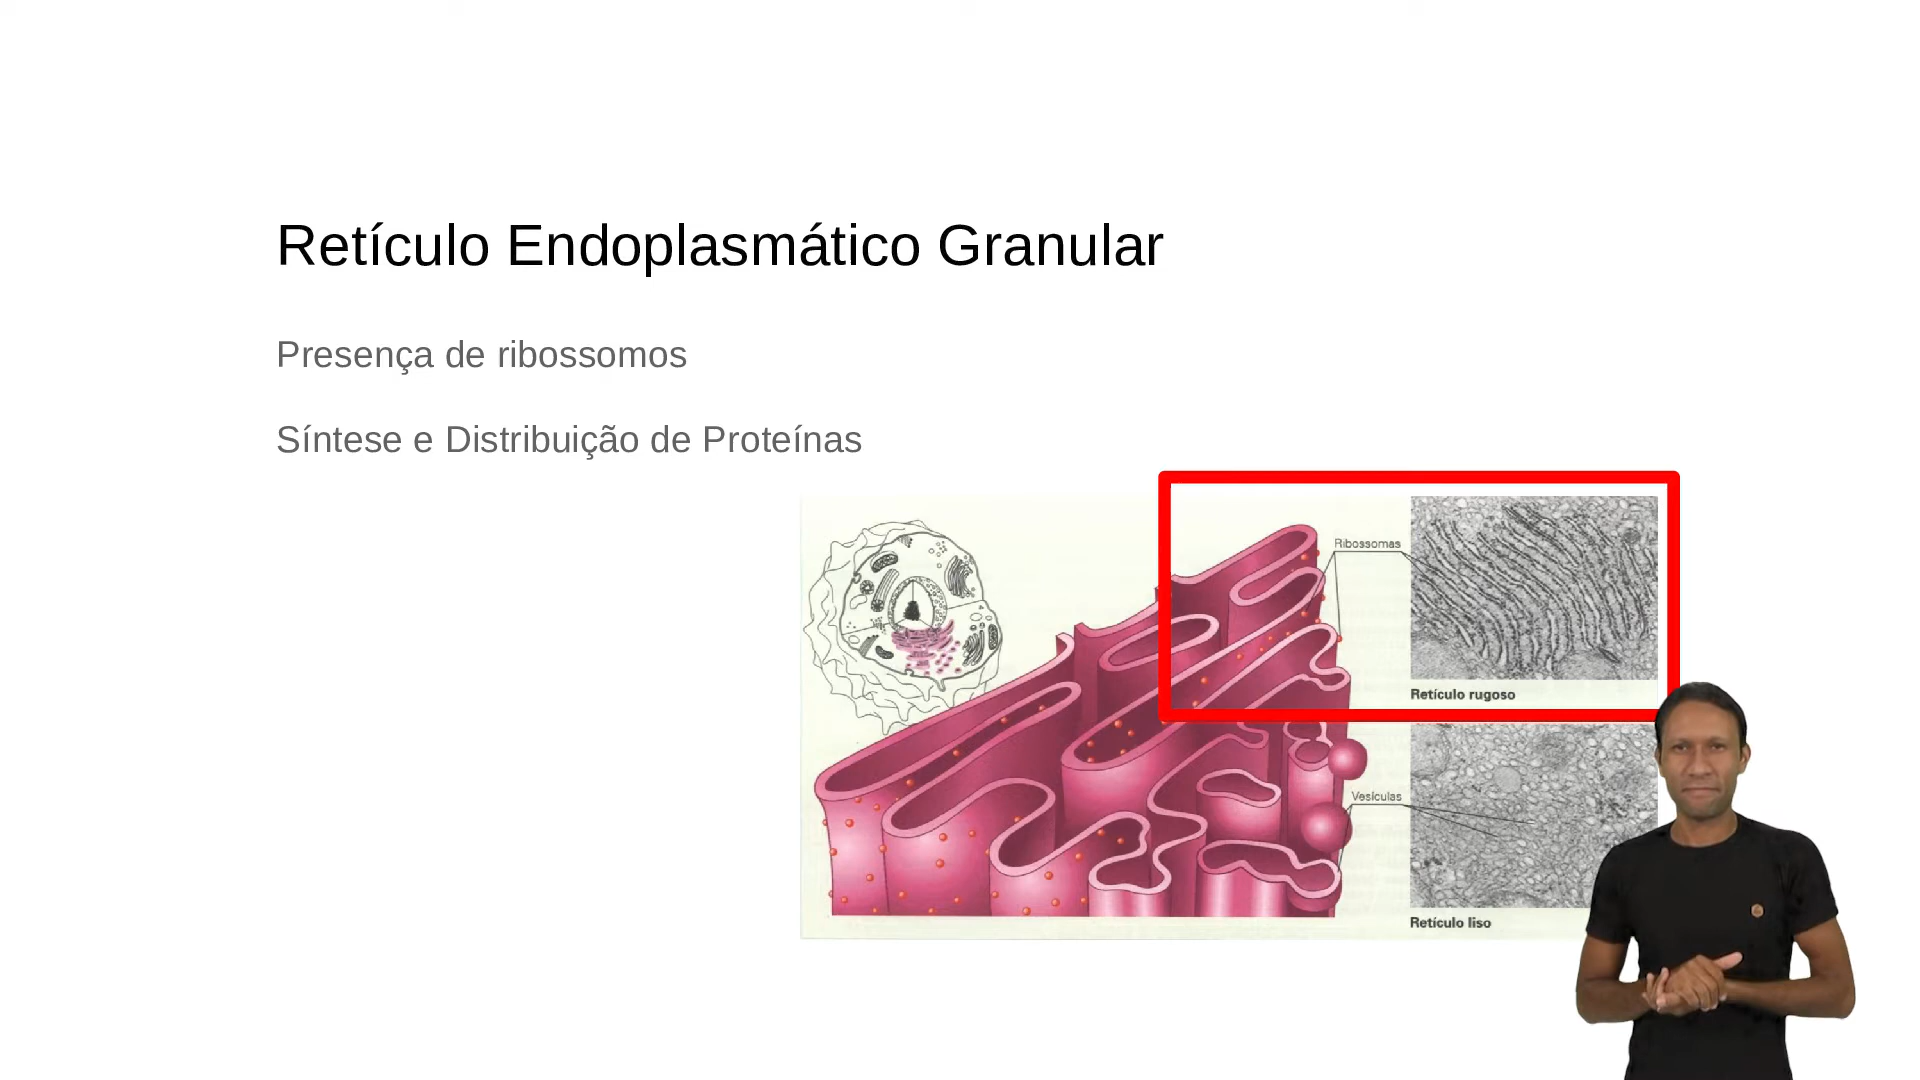 Retículo Endoplasmático Granular
Presença de ribossomos
Síntese e Distribuição de Proteínas
Ribossomas
Retículo rugoso
Vesículas
Retículo liso